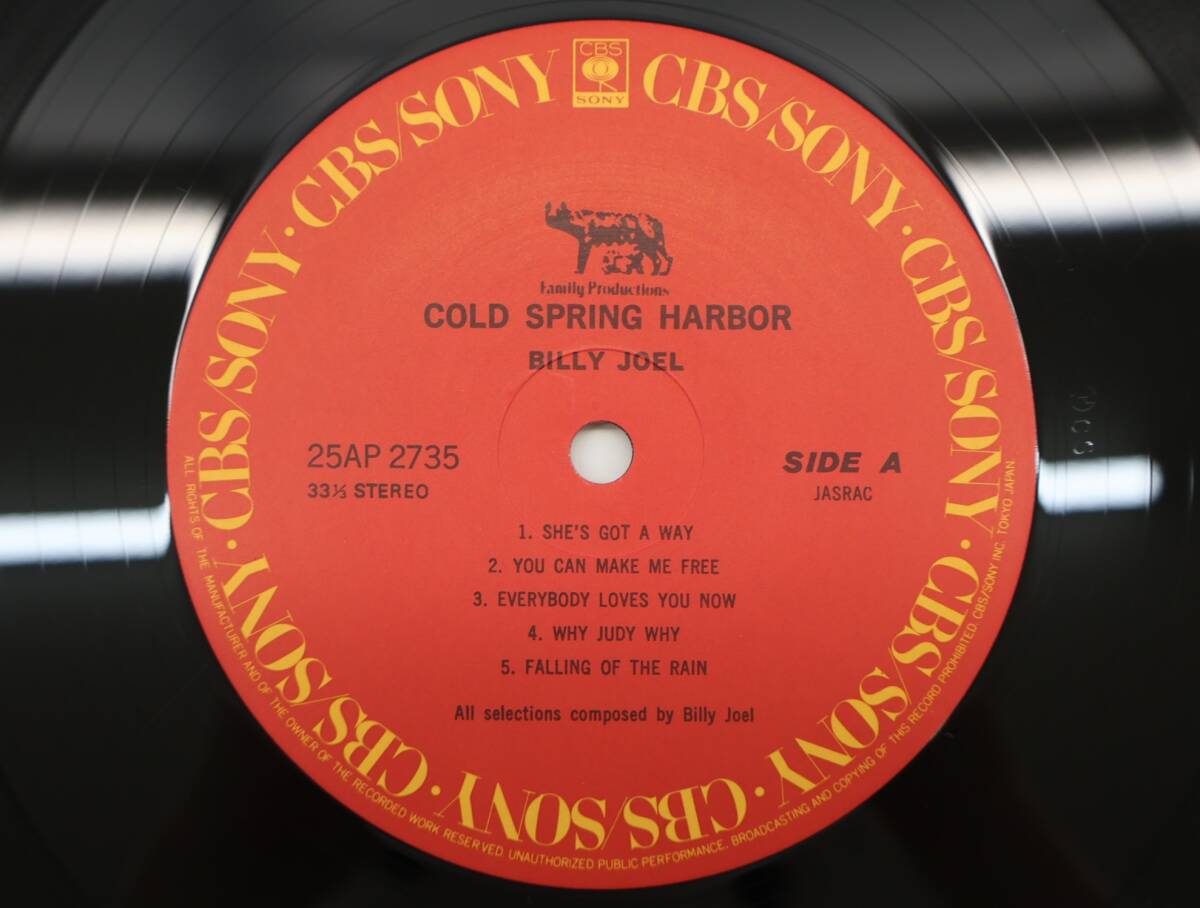 CBS
SONY
CBS/SONY · CBS/SONY · CBS/SONY · CBS/SONY · CBS/SONY · CBS/SONY · CBS/SONY · CBS/SONY
Family Productions
COLD SPRING HARBOR
BILLY JOEL
25AP 2735
33⅓ STEREO
SIDE A
JASRAC
1. SHE'S GOT A WAY
2. YOU CAN MAKE ME FREE
3. EVERYBODY LOVES YOU NOW
4. WHY JUDY WHY
5. FALLING OF THE RAIN
All selections composed by Billy Joel
ALL RIGHTS OF THE MANUFACTURER AND OF THE OWNER OF THE RECORDED WORK RESERVED. UNAUTHORIZED PUBLIC PERFORMANCE, BROADCASTING AND COPYING OF THIS RECORD PROHIBITED. CBS/SONY INC. TOKYO JAPAN.